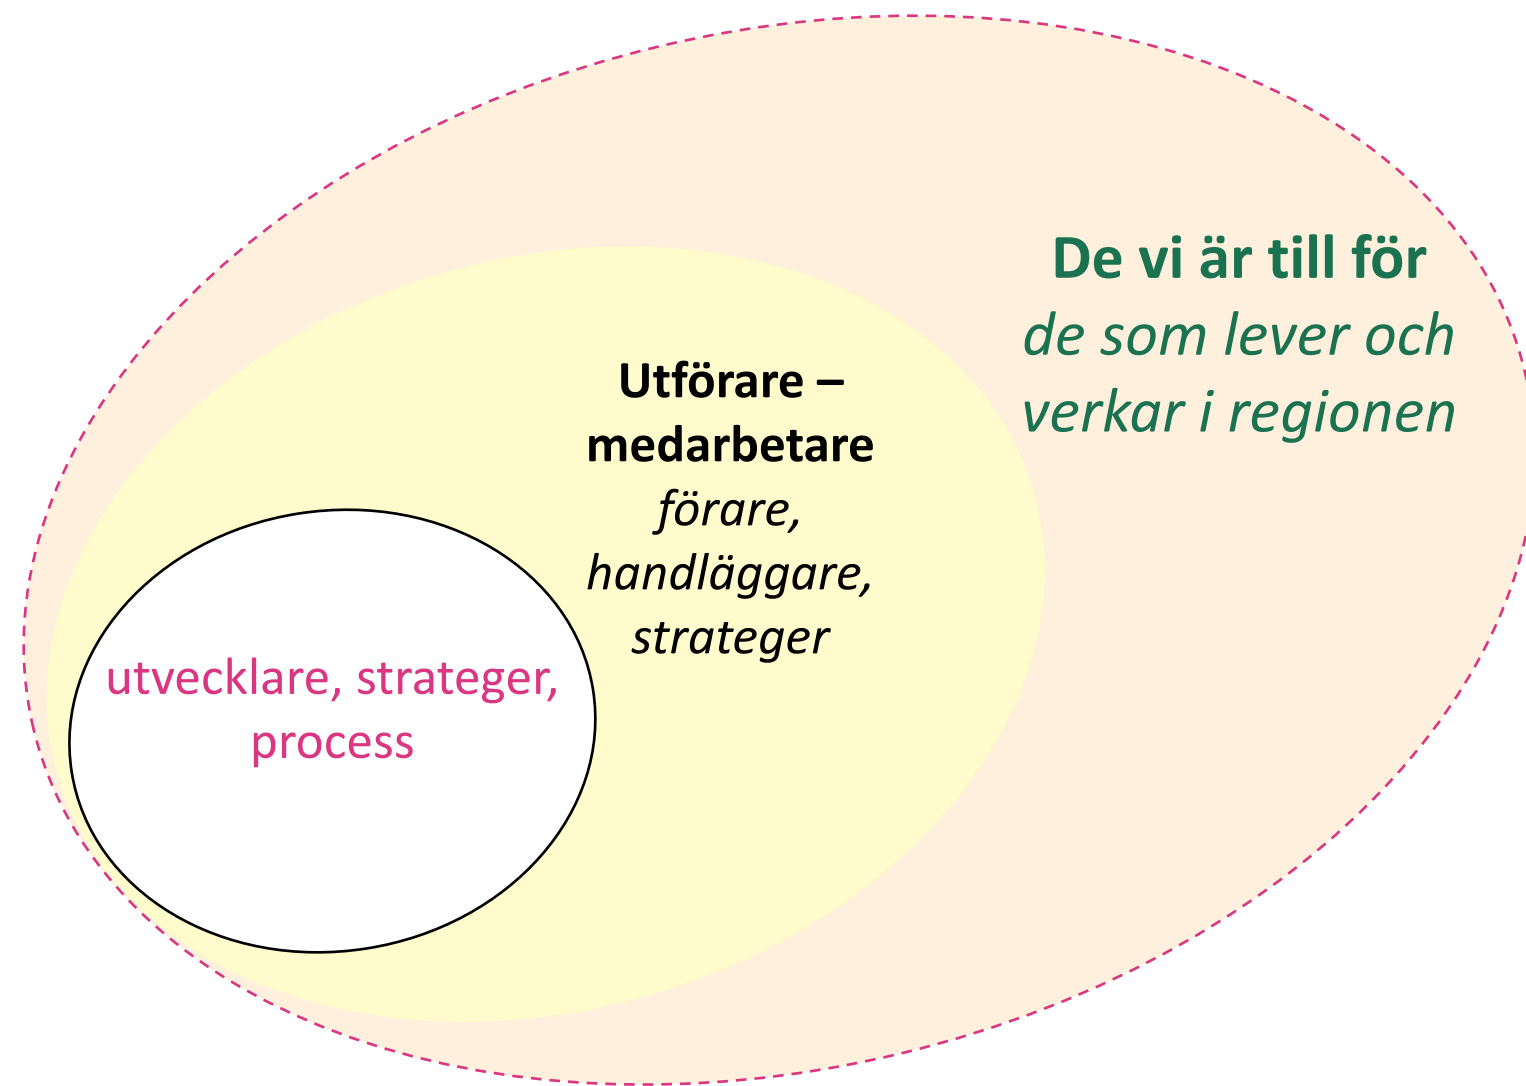 De vi är till för
de som lever och
verkar i regionen
Utförare –
medarbetare
förare,
handläggare,
strateger
utvecklare, strateger,
process